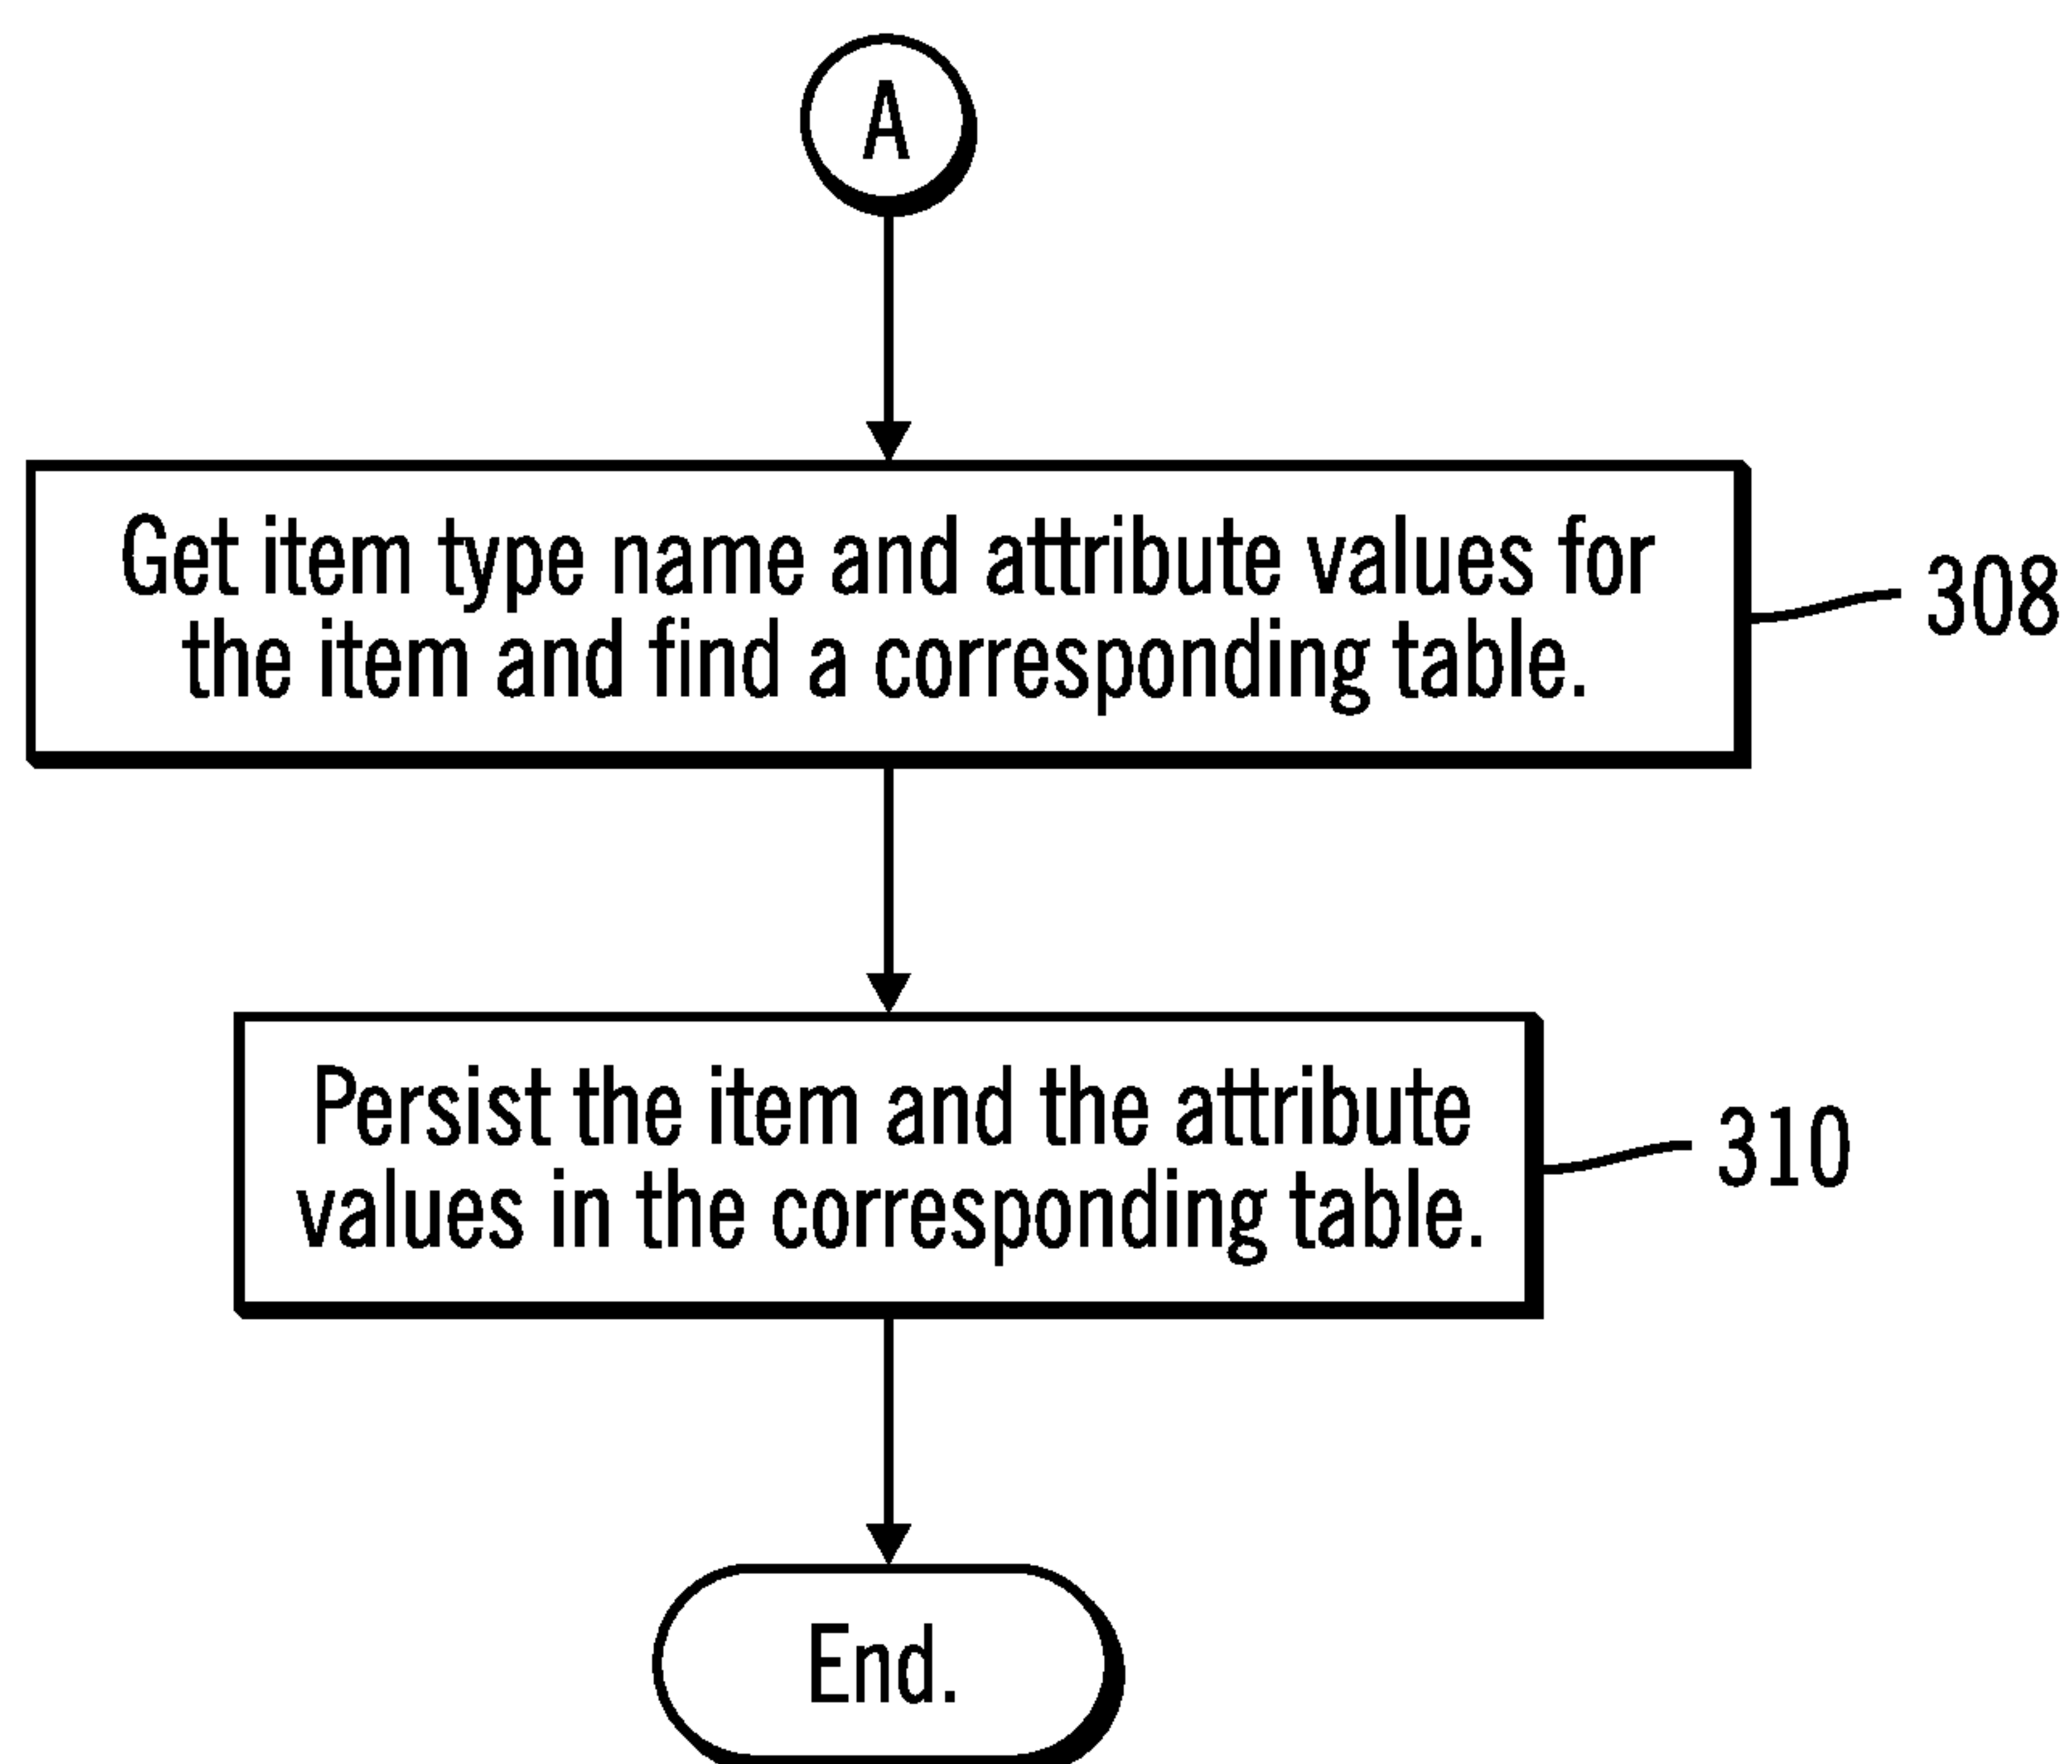 A
Get item type name and attribute values for
the item and find a corresponding table.
308
Persist the item and the attribute
values in the corresponding table.
310
End.